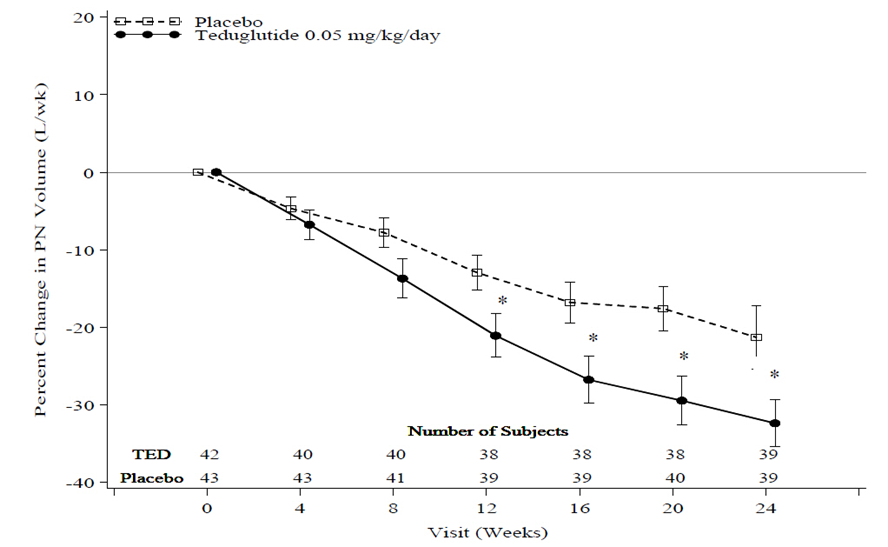 Placebo
Teduglutide 0.05 mg/kg/day
Percent Change in PN Volume (L/wk)
20
10
0
-10
-20
-30
-40
*
*
*
*
Number of Subjects
TED 42 40 40 38 38 38 39
Placebo 43 43 41 39 39 40 39
0 4 8 12 16 20 24
Visit (Weeks)